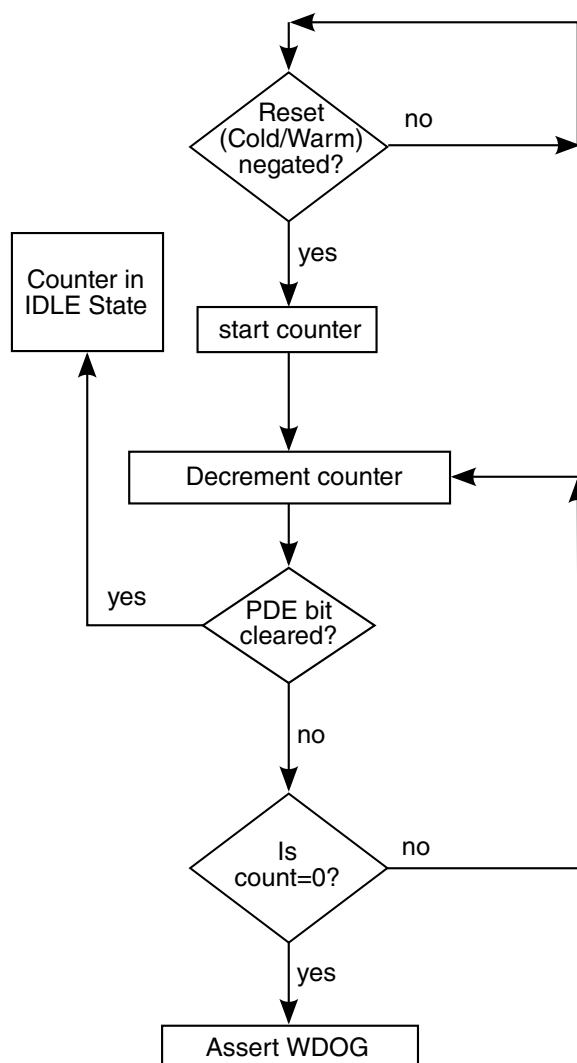 Reset
(Cold/Warm)
negated?
no
yes
Counter in
IDLE State
start counter
Decrement counter
yes
PDE bit
cleared?
no
Is
count=0?
no
yes
Assert WDOG